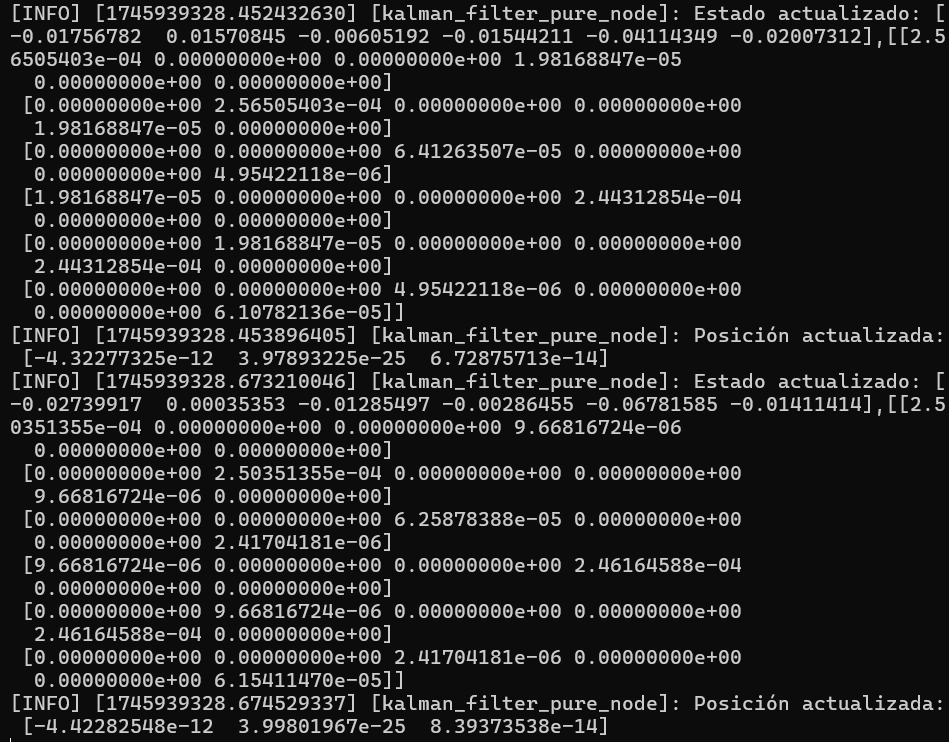 [INFO] [1745939328.452432630] [kalman_filter_pure_node]: Estado actualizado: [
-0.01756782  0.01570845 -0.00605192 -0.01544211 -0.04114349 -0.02007312],[[2.5
6505403e-04 0.00000000e+00 0.00000000e+00 1.98168847e-05
  0.00000000e+00 0.00000000e+00]
 [0.00000000e+00 2.56505403e-04 0.00000000e+00 0.00000000e+00
  1.98168847e-05 0.00000000e+00]
 [0.00000000e+00 0.00000000e+00 6.41263507e-05 0.00000000e+00
  0.00000000e+00 4.95422118e-06]
 [1.98168847e-05 0.00000000e+00 0.00000000e+00 2.44312854e-04
  0.00000000e+00 0.00000000e+00]
 [0.00000000e+00 1.98168847e-05 0.00000000e+00 0.00000000e+00
  2.44312854e-04 0.00000000e+00]
 [0.00000000e+00 0.00000000e+00 4.95422118e-06 0.00000000e+00
  0.00000000e+00 6.10782136e-05]]
[INFO] [1745939328.453896405] [kalman_filter_pure_node]: Posición actualizada:
 [-4.32277325e-12  3.97893225e-25  6.72875713e-14]
[INFO] [1745939328.673210046] [kalman_filter_pure_node]: Estado actualizado: [
-0.02739917  0.00035353 -0.01285497 -0.00286455 -0.06781585 -0.01411414],[[2.5
0351355e-04 0.00000000e+00 0.00000000e+00 9.66816724e-06
  0.00000000e+00 0.00000000e+00]
 [0.00000000e+00 2.50351355e-04 0.00000000e+00 0.00000000e+00
  9.66816724e-06 0.00000000e+00]
 [0.00000000e+00 0.00000000e+00 6.25878388e-05 0.00000000e+00
  0.00000000e+00 2.41704181e-06]
 [9.66816724e-06 0.00000000e+00 0.00000000e+00 2.46164588e-04
  0.00000000e+00 0.00000000e+00]
 [0.00000000e+00 9.66816724e-06 0.00000000e+00 0.00000000e+00
  2.46164588e-04 0.00000000e+00]
 [0.00000000e+00 0.00000000e+00 2.41704181e-06 0.00000000e+00
  0.00000000e+00 6.15411470e-05]]
[INFO] [1745939328.674529337] [kalman_filter_pure_node]: Posición actualizada:
 [-4.42282548e-12  3.99801967e-25  8.39373538e-14]